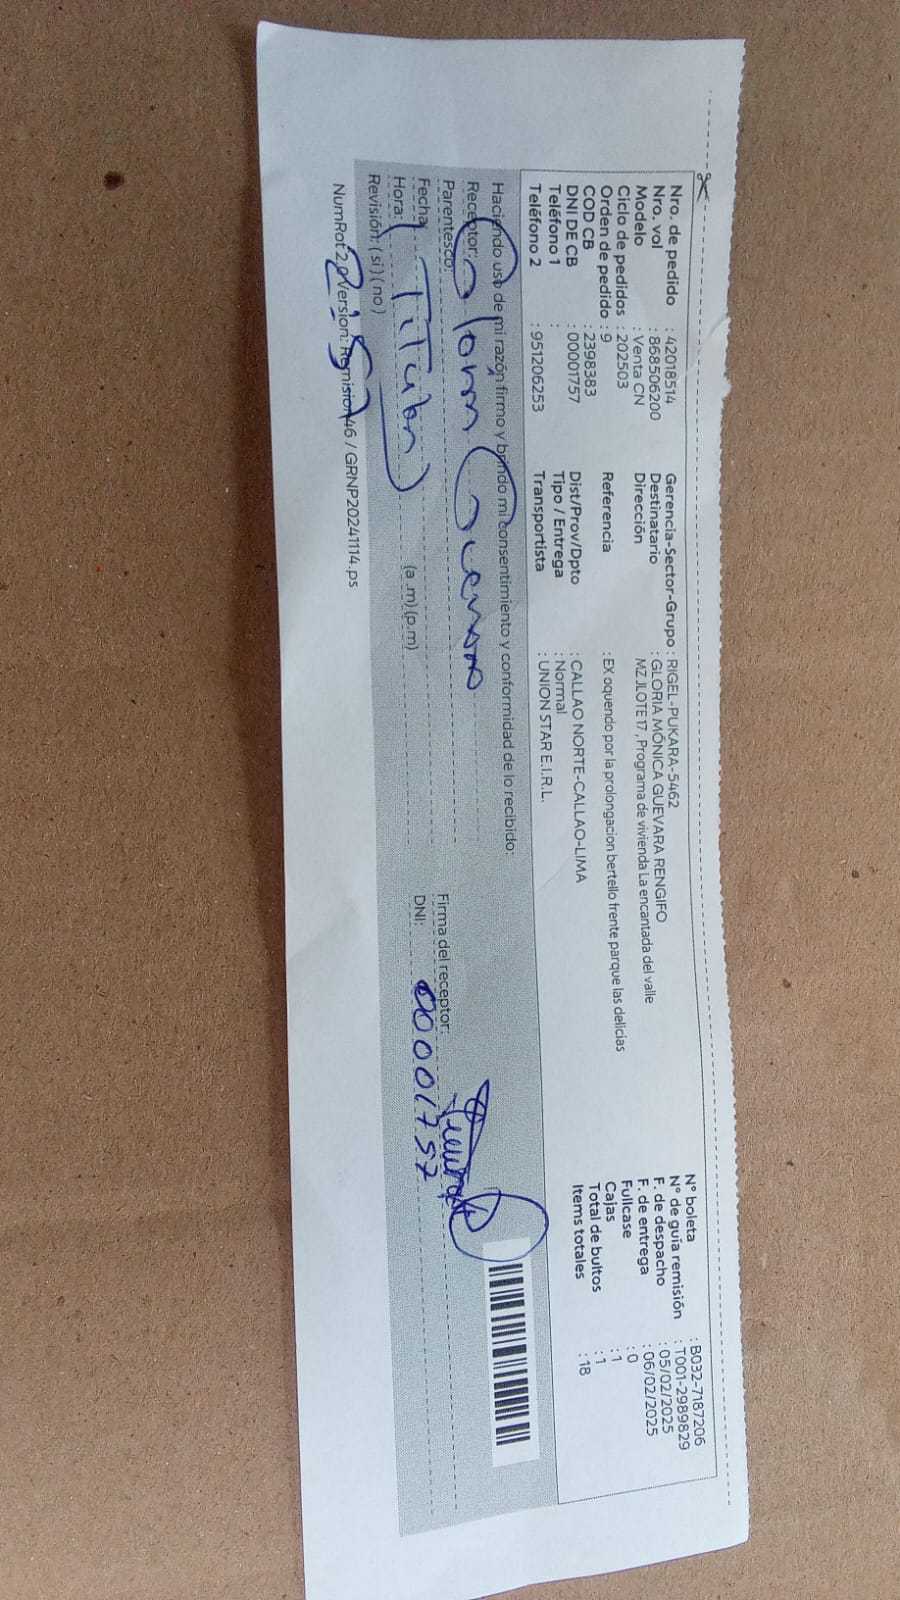 Nro. de pedido : 42018514
Nro. vol : 868506200
Modelo : Venta CN
Ciclo de pedidos : 202503
Orden de pedido : 9
COD CB : 2398383
DNI DE CB : 00001757
Teléfono 1 :
Teléfono 2 : 951206253
Gerencia-Sector-Grupo : RIGEL-PUKARA-5462
Destinatario : GLORIA MÓNICA GUEVARA RENGIFO
Dirección MZ JLOTE 17 , Programa de vivienda La encantada del valle
Referencia : EX oquendo por la prolongacion bertello frente parque las delicias
Dist/Prov/Dpto : CALLAO NORTE-CALLAO-LIMA
Tipo / Entrega : Normal
Transportista : UNION STAR E.I.R.L.
N° boleta : B032-7187206
N° de guía remisión : T001-2989829
F. de despacho : 05/02/2025
F. de entrega : 06/02/2025
Fullcase : 0
Cajas : 1
Total de bultos : 1
Items totales : 18
Haciendo uso de mi razón firmo y brindo mi consentimiento y conformidad de lo recibido:
Receptor: Gloria Guevara
Parentesco:
Fecha:
Hora: (a .m) (p.m)
Titular
Revisión: ( si ) ( no )
Firma del receptor:
DNI: 00001757
NumRot2.0 Version: Remision46 / GRNP20241114.ps